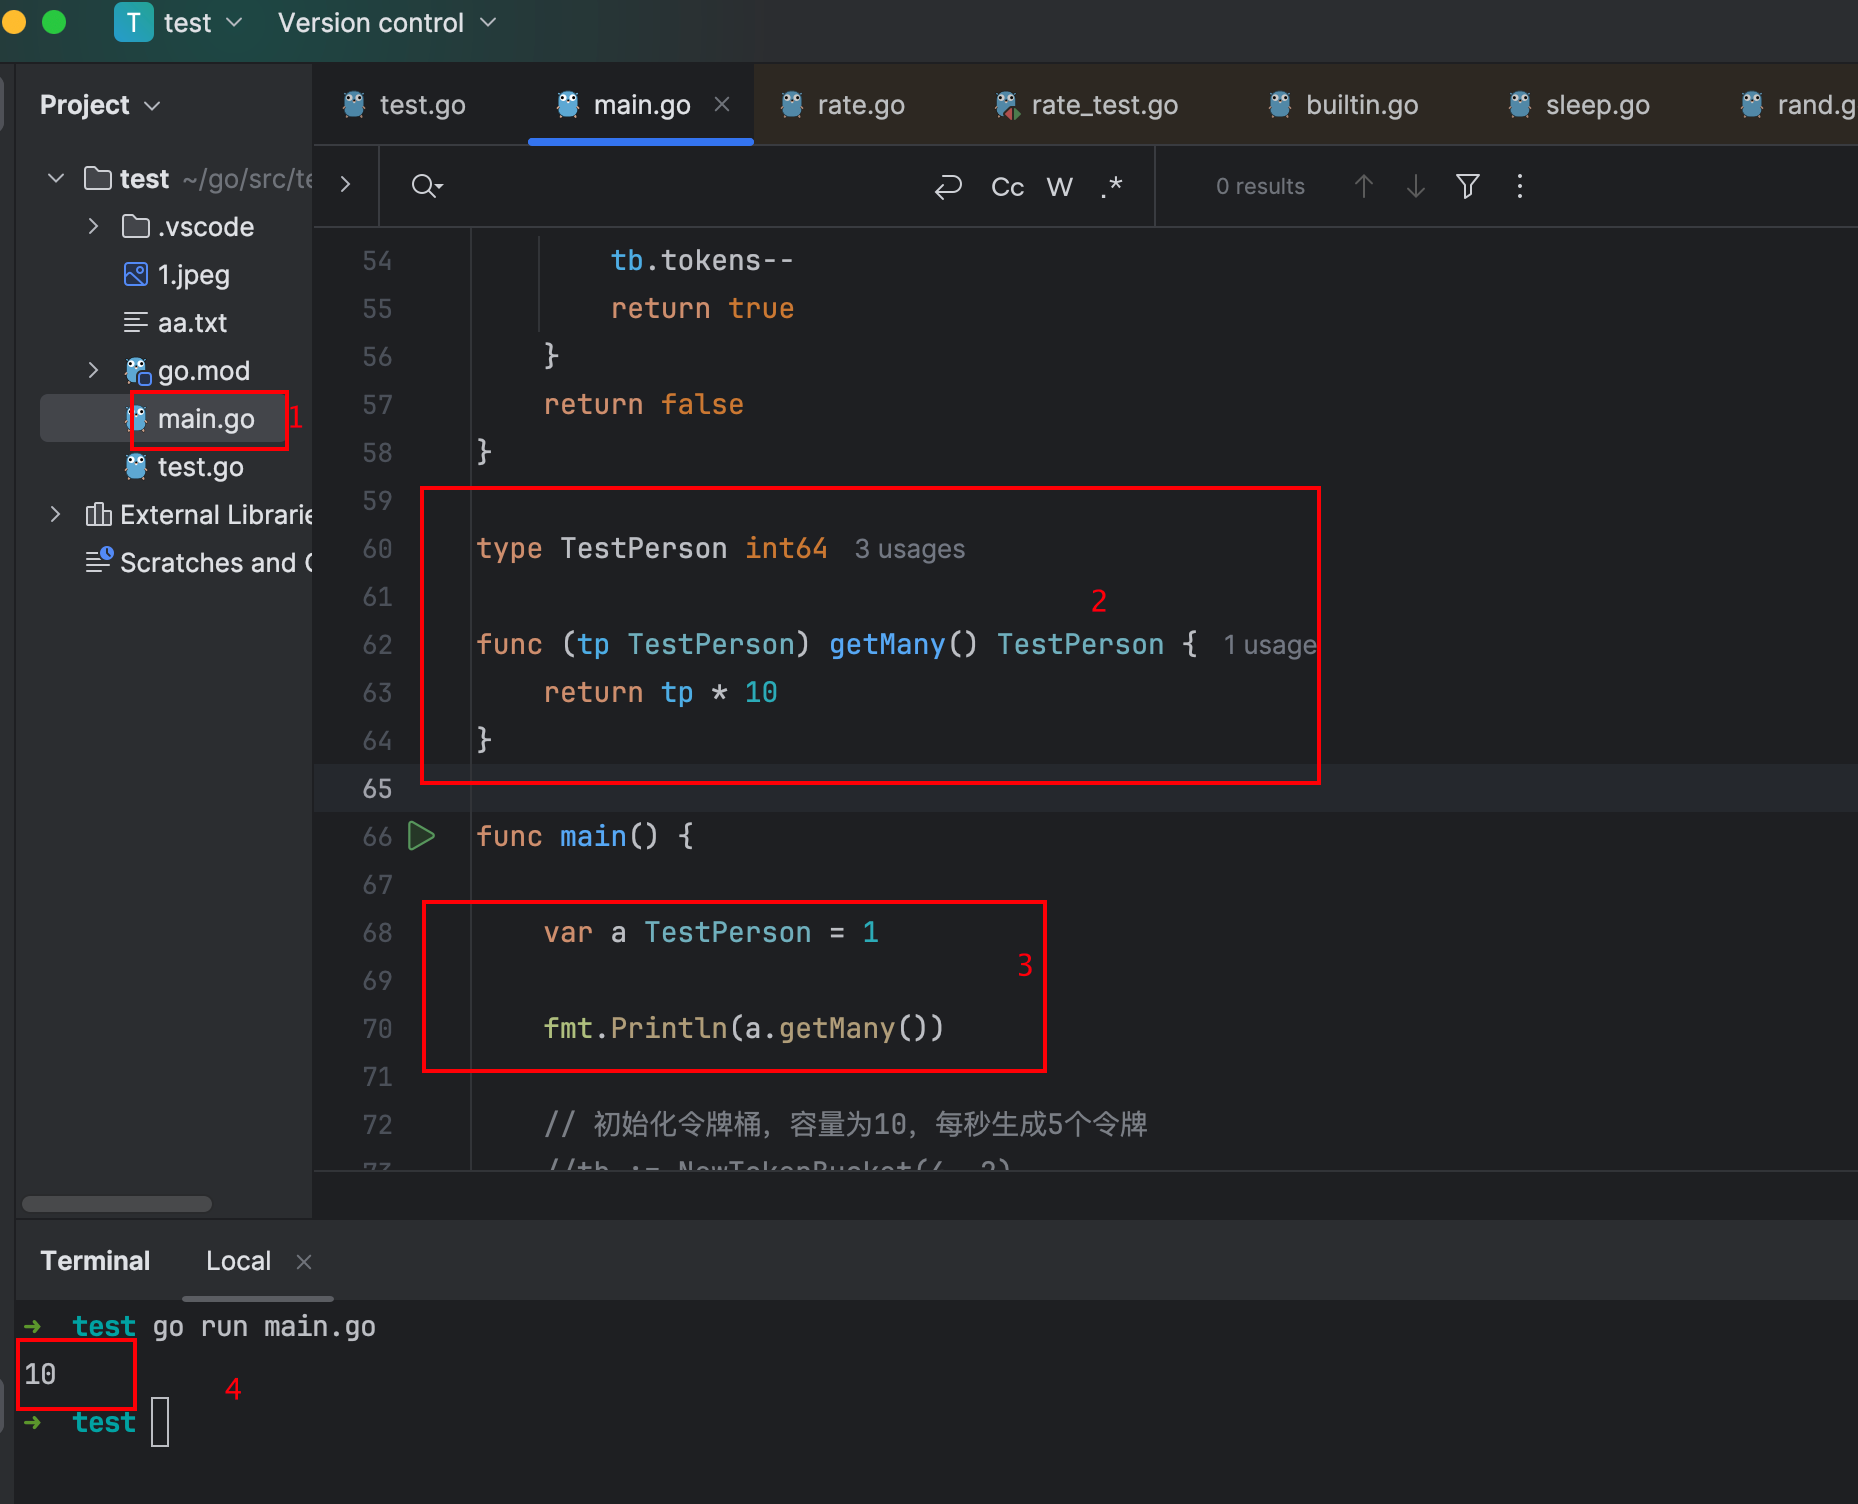 T test Version control
Project
test.go main.go rate.go rate_test.go builtin.go sleep.go rand.g
test ~/go/src/te
.vscode
1.jpeg
aa.txt
go.mod
main.go 1
test.go
External Librarie
Scratches and C
Cc W .* 0 results
54 tb.tokens--
55 return true
56 }
57 return false
58 }
59
60 type TestPerson int64 3 usages
61
2
62 func (tp TestPerson) getMany() TestPerson { 1 usage
63 return tp * 10
64 }
65
66 func main() {
67
68 var a TestPerson = 1
3
69
70 fmt.Println(a.getMany())
71
72 // 初始化令牌桶，容量为10，每秒生成5个令牌
73 //tb := NewTokenBucket(4, 2)
Terminal Local
➜ test go run main.go
10
4
➜ test